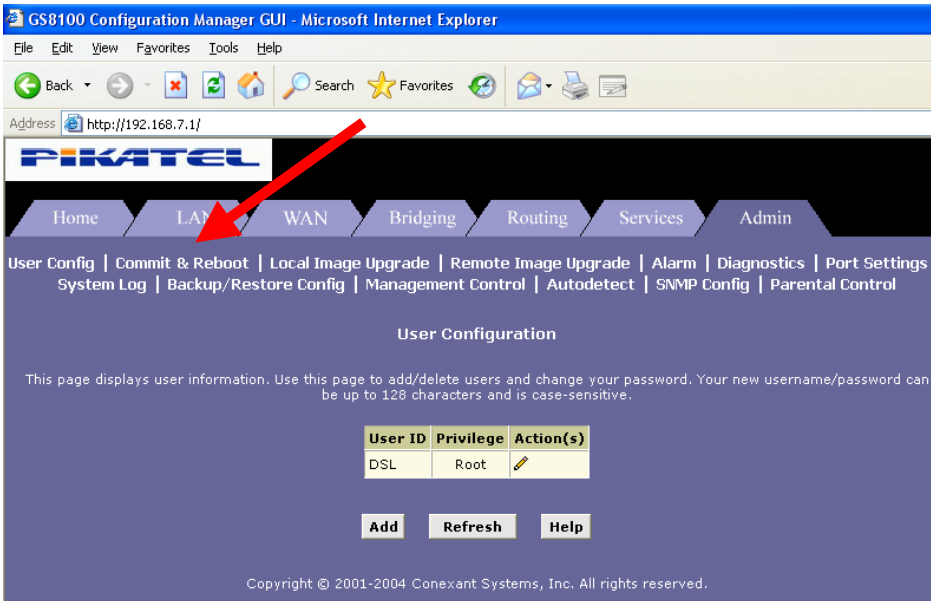 GS8100 Configuration Manager GUI - Microsoft Internet Explorer
File Edit View Favorites Tools Help
Back Search Favorites
Address http://192.168.7.1/
PIKATEL
Home LAN WAN Bridging Routing Services Admin
User Config | Commit & Reboot | Local Image Upgrade | Remote Image Upgrade | Alarm | Diagnostics | Port Settings
System Log | Backup/Restore Config | Management Control | Autodetect | SNMP Config | Parental Control
User Configuration
This page displays user information. Use this page to add/delete users and change your password. Your new username/password can
be up to 128 characters and is case-sensitive.
User ID Privilege Action(s)
DSL Root
Add Refresh Help
Copyright © 2001-2004 Conexant Systems, Inc. All rights reserved.